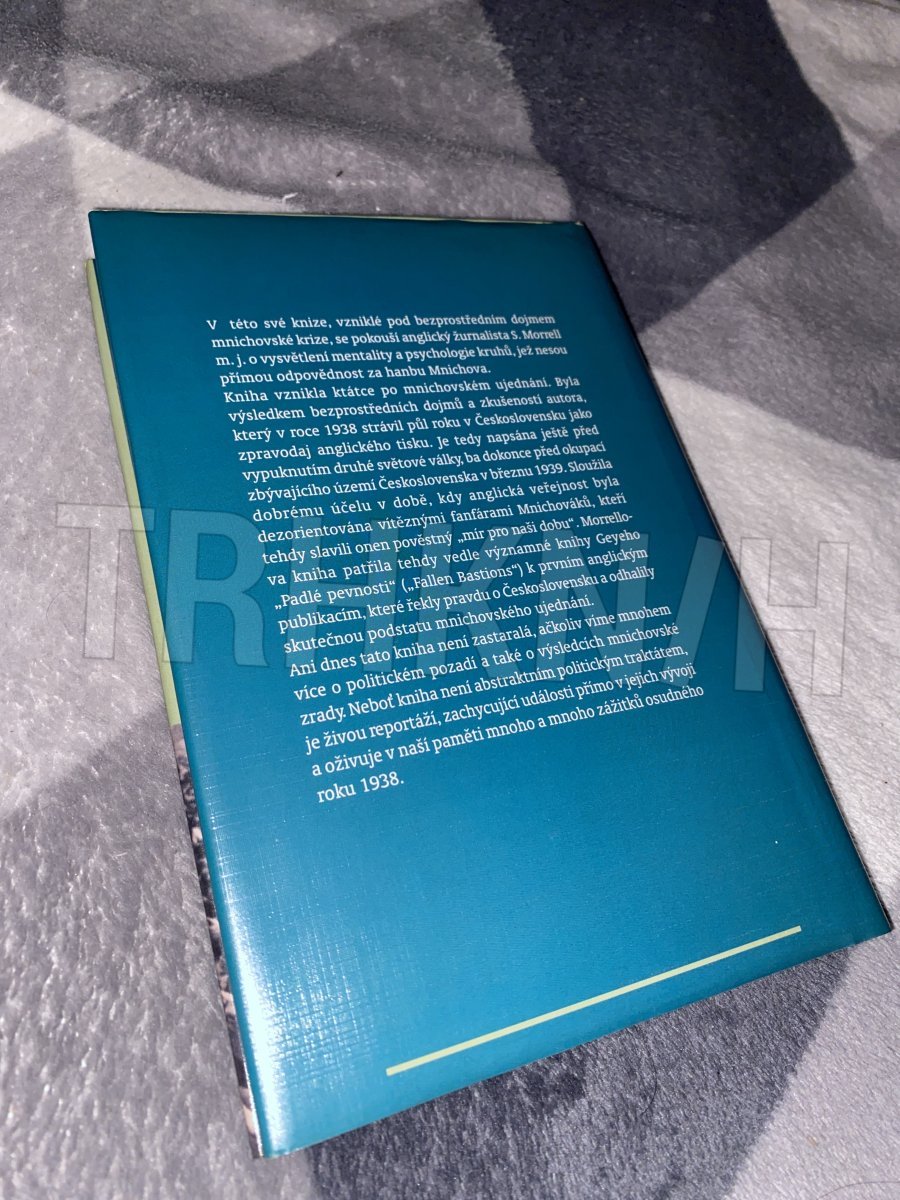 V této své knize, vzniklé pod bezprostředním dojmem
mnichovské krize, se pokouší anglický žurnalista S. Morrell
m. j. o vysvětlení mentality a psychologie kruhů, jež nesou
přímou odpovědnost za hanbu Mnichova.
Kniha vznikla ktátce po mnichovském ujednání. Byla
výsledkem bezprostředních dojmů a zkušeností autora,
který v roce 1938 strávil půl roku v Československu jako
zpravodaj anglického tisku. Je tedy napsána ještě před
vypuknutím druhé světové války, ba dokonce před okupací
zbývajícího území Československa v březnu 1939. Sloužila
dobrému účelu v době, kdy anglická veřejnost byla
dezorientována vítěznými fanfárami Mnichováků, kteří
tehdy slavili onen pověstný „mír pro naši dobu“. Morrello-
va kniha patřila tehdy vedle významné knihy Geyeho
„Padlé pevnosti“ („Fallen Bastions“) k prvním anglickým
publikacím, které řekly pravdu o Československu a odhalily
skutečnou podstatu mnichovského ujednání.
Ani dnes tato kniha není zastaralá, ačkoliv víme mnohem
více o politickém pozadí a také o výsledcích mnichovské
zrady. Neboť kniha není abstraktním politickým traktátem,
je živou reportáží, zachycující události přímo v jejich vývoji
a oživuje v naší paměti mnoho a mnoho zážitků osudného
roku 1938.
TRHKNIH